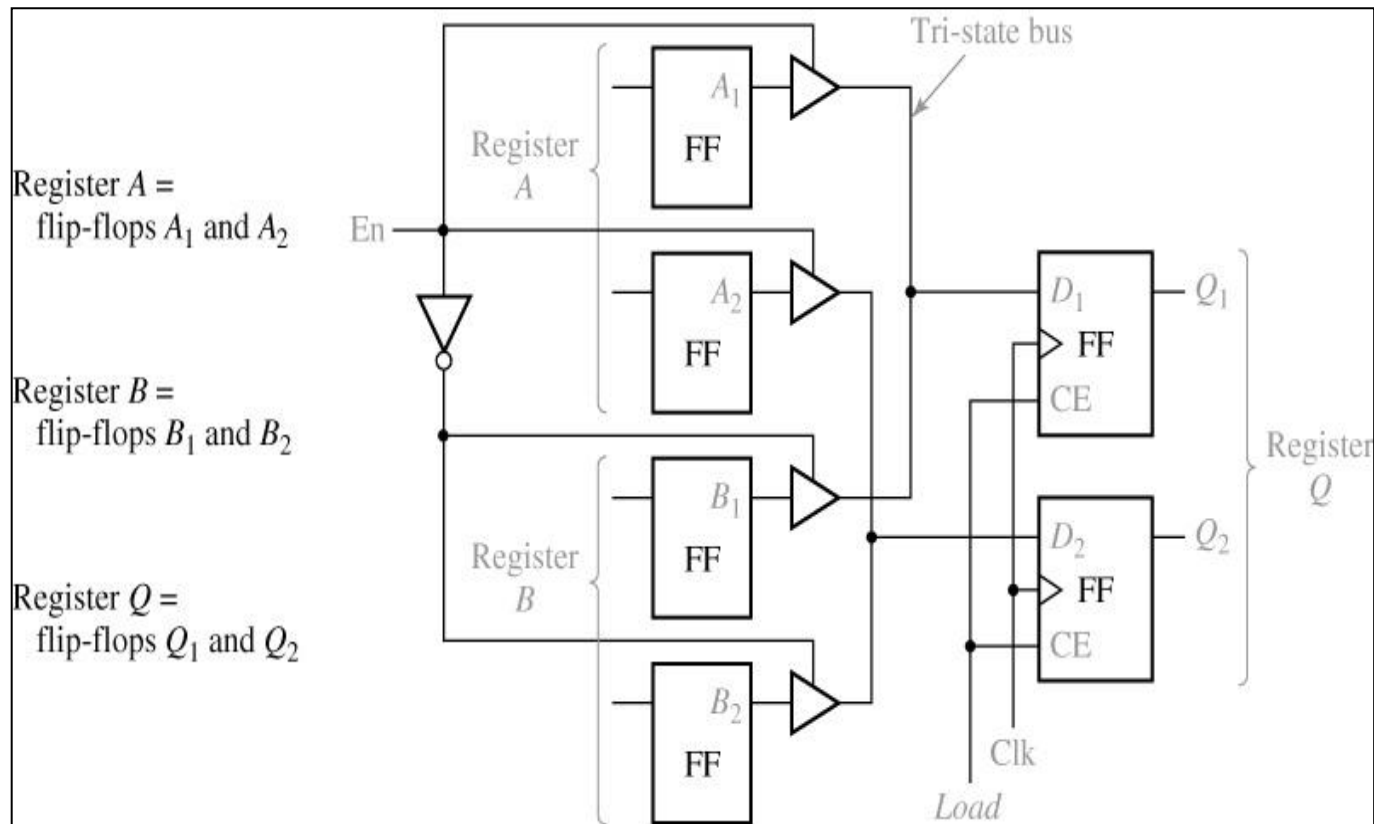 Tri-state bus
A1
FF
Register
A
Register A =
flip-flops A1 and A2
En
A2
FF
D1
FF
CE
Q1
Register B =
flip-flops B1 and B2
B1
FF
Register
B
Register
Q
D2
FF
CE
Q2
Register Q =
flip-flops Q1 and Q2
B2
FF
Clk
Load